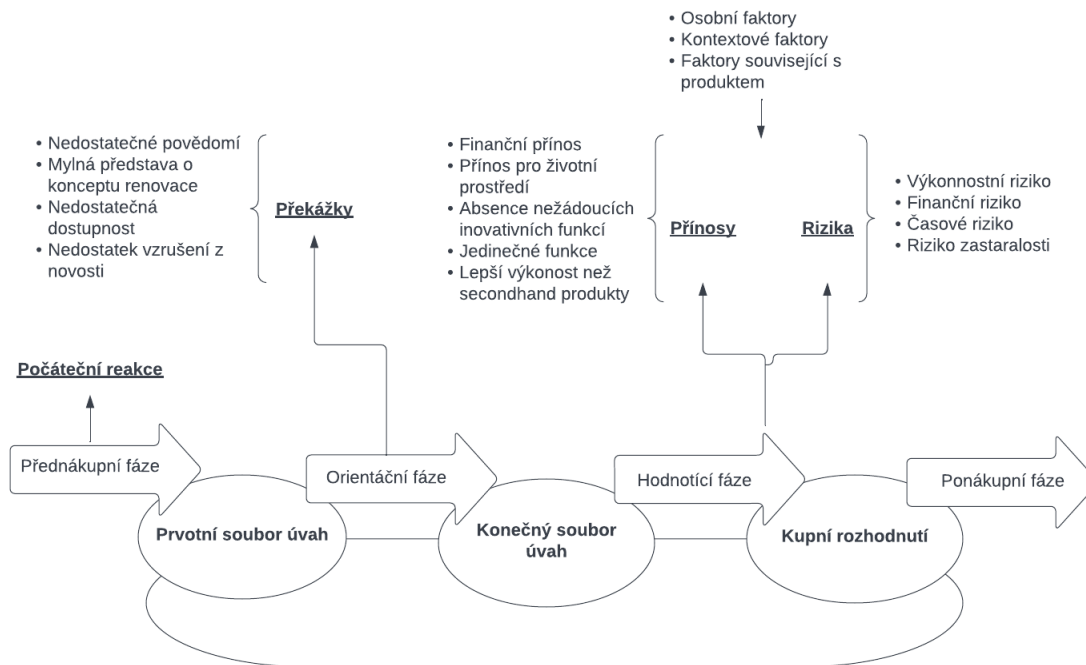 • Osobní faktory
• Kontextové faktory
• Faktory související s
produktem
• Nedostatečné povědomí
• Mylná představa o
konceptu renovace
• Nedostatečná
dostupnost
• Nedostatek vzrušení z
novosti
Překážky
• Finanční přínos
• Přínos pro životní
prostředí
• Absence nežádoucích
inovativních funkcí
• Jedinečné funkce
• Lepší výkonost než
secondhand produkty
Přínosy
Rizika
• Výkonnostní riziko
• Finanční riziko
• Časové riziko
• Riziko zastaralosti
Počáteční reakce
Přednákupní fáze
Orientáční fáze
Hodnotící fáze
Ponákupní fáze
Prvotní soubor úvah
Konečný soubor
úvah
Kupní rozhodnutí